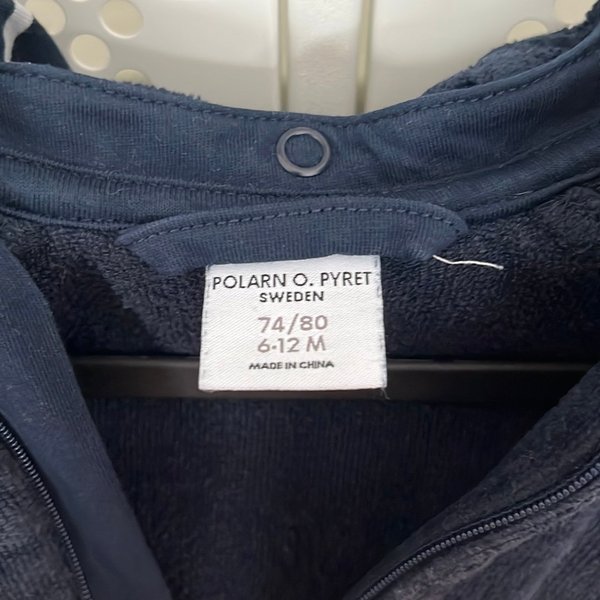 POLARN O. PYRET
SWEDEN
74/80
6-12 M
MADE IN CHINA